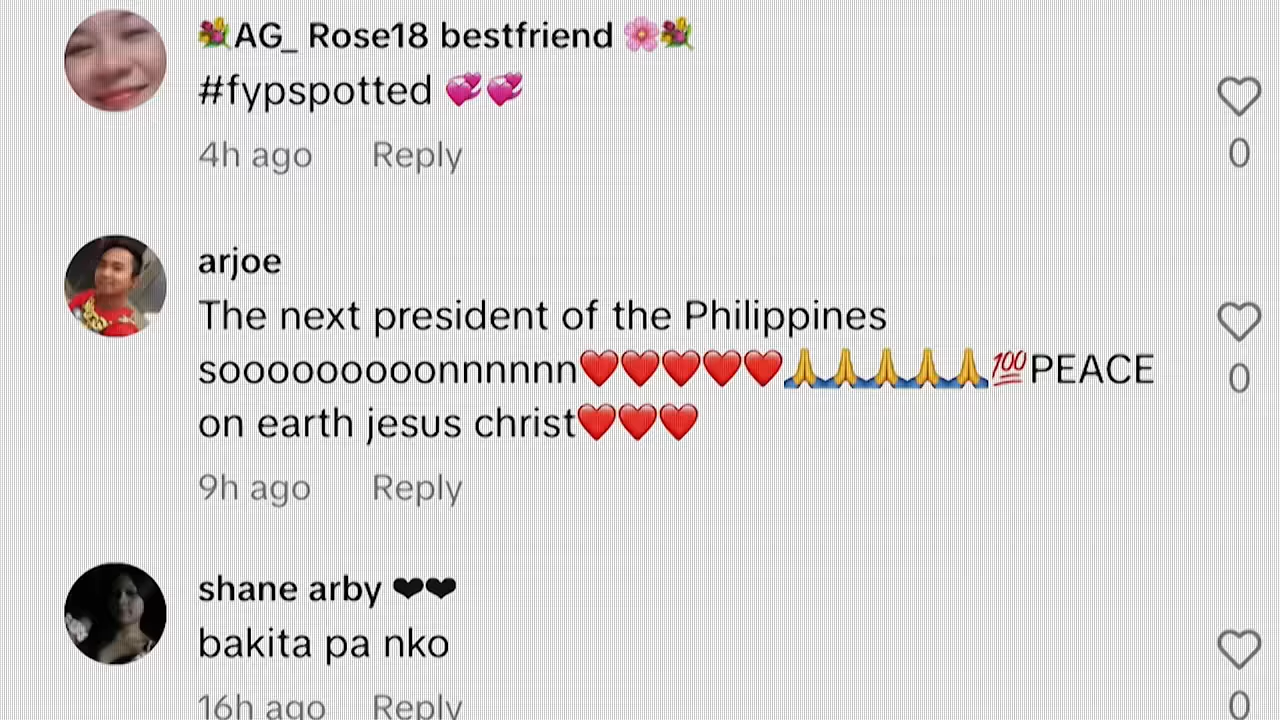 💐AG_ Rose18 bestfriend 🌸💐
#fypspotted 💞💞
4h ago Reply
0
arjoe
The next president of the Philippines
sooooooooonnnnnn❤️❤️❤️❤️❤️🙏🙏🙏🙏🙏💯PEACE
0
on earth jesus christ❤️❤️❤️
9h ago Reply
shane arby ❤❤
bakita pa nko
16h ago Reply
0